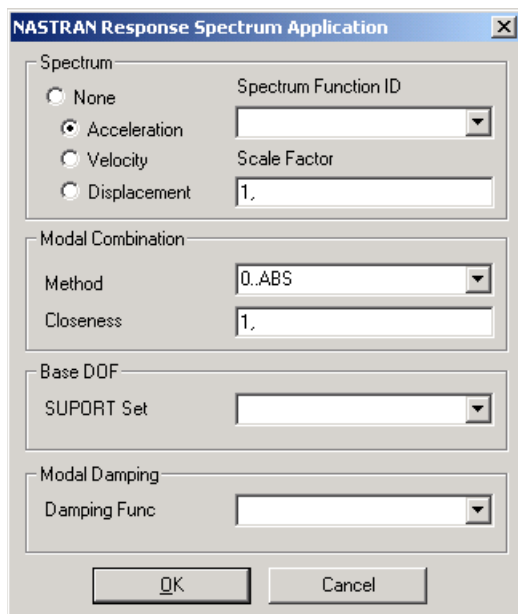 NASTRAN Response Spectrum Application
Spectrum
None
Spectrum Function ID
Acceleration
Velocity
Scale Factor
Displacement
1,
Modal Combination
Method
0..ABS
Closeness
1,
Base DOF
SUPORT Set
Modal Damping
Damping Func
OK
Cancel